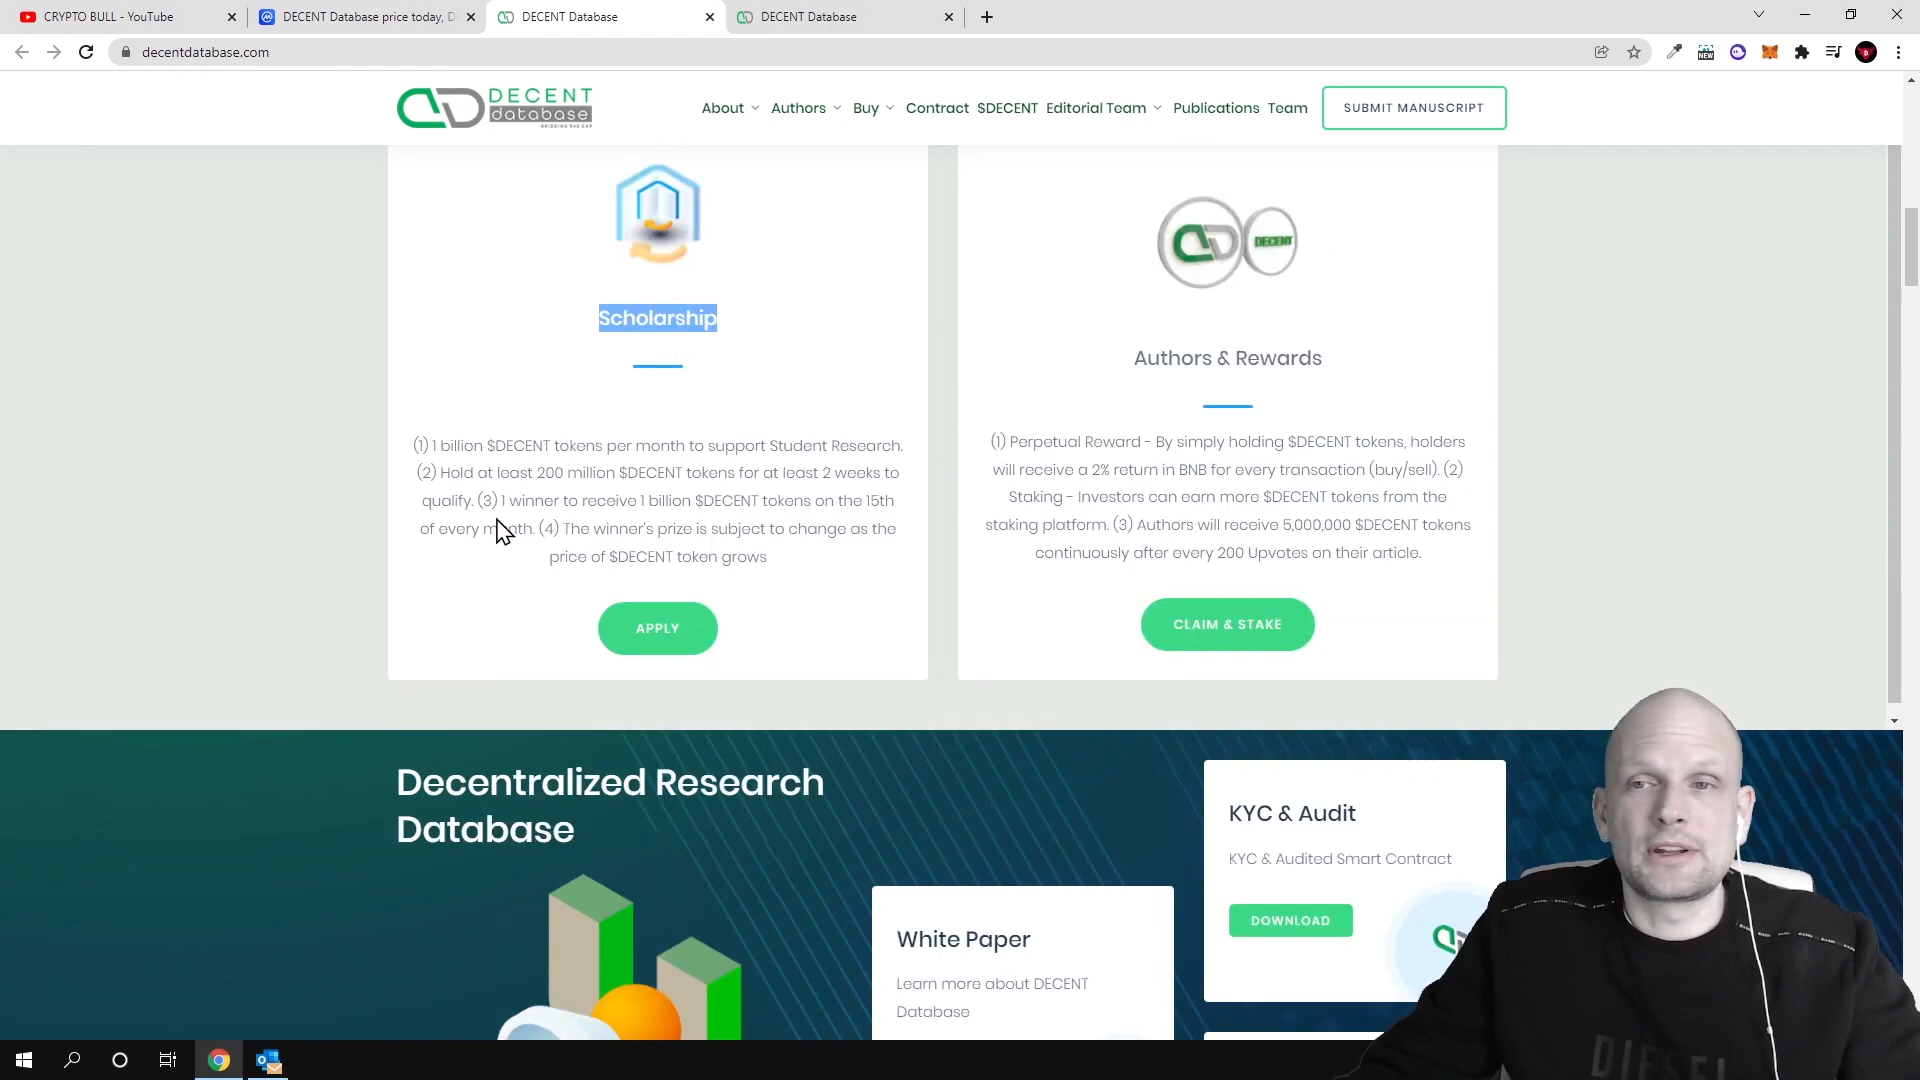 CRYPTO BULL - YouTube
DECENT Database price today, D
DECENT Database
DECENT Database
decentdatabase.com
NEW
DECENT
database
BRIDGING THE GAP
About
Authors
Buy
Contract
SDECENT
Editorial Team
Publications
Team
SUBMIT MANUSCRIPT
Scholarship
(1) 1 billion $DECENT tokens per month to support Student Research.
(2) Hold at least 200 million $DECENT tokens for at least 2 weeks to
qualify. (3) 1 winner to receive 1 billion $DECENT tokens on the 15th
of every month. (4) The winner's prize is subject to change as the
price of $DECENT token grows
APPLY
DECENT
Authors & Rewards
(1) Perpetual Reward - By simply holding $DECENT tokens, holders
will receive a 2% return in BNB for every transaction (buy/sell). (2)
Staking - Investors can earn more $DECENT tokens from the
staking platform. (3) Authors will receive 5,000,000 $DECENT tokens
continuously after every 200 Upvotes on their article.
CLAIM & STAKE
Decentralized Research
Database
White Paper
Learn more about DECENT
Database
KYC & Audit
KYC & Audited Smart Contract
DOWNLOAD
DIESEL